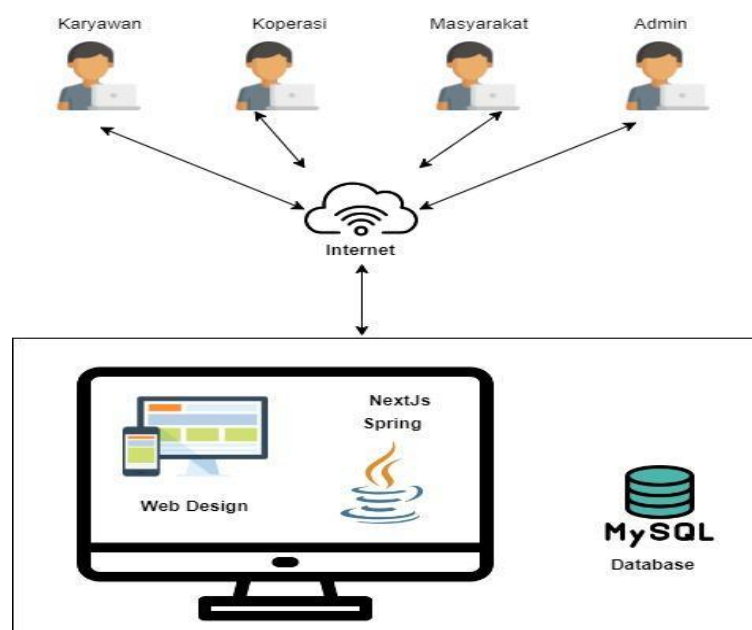 Karyawan
Koperasi
Masyarakat
Admin
Internet
NextJs
Spring
Web Design
MySQL
Database